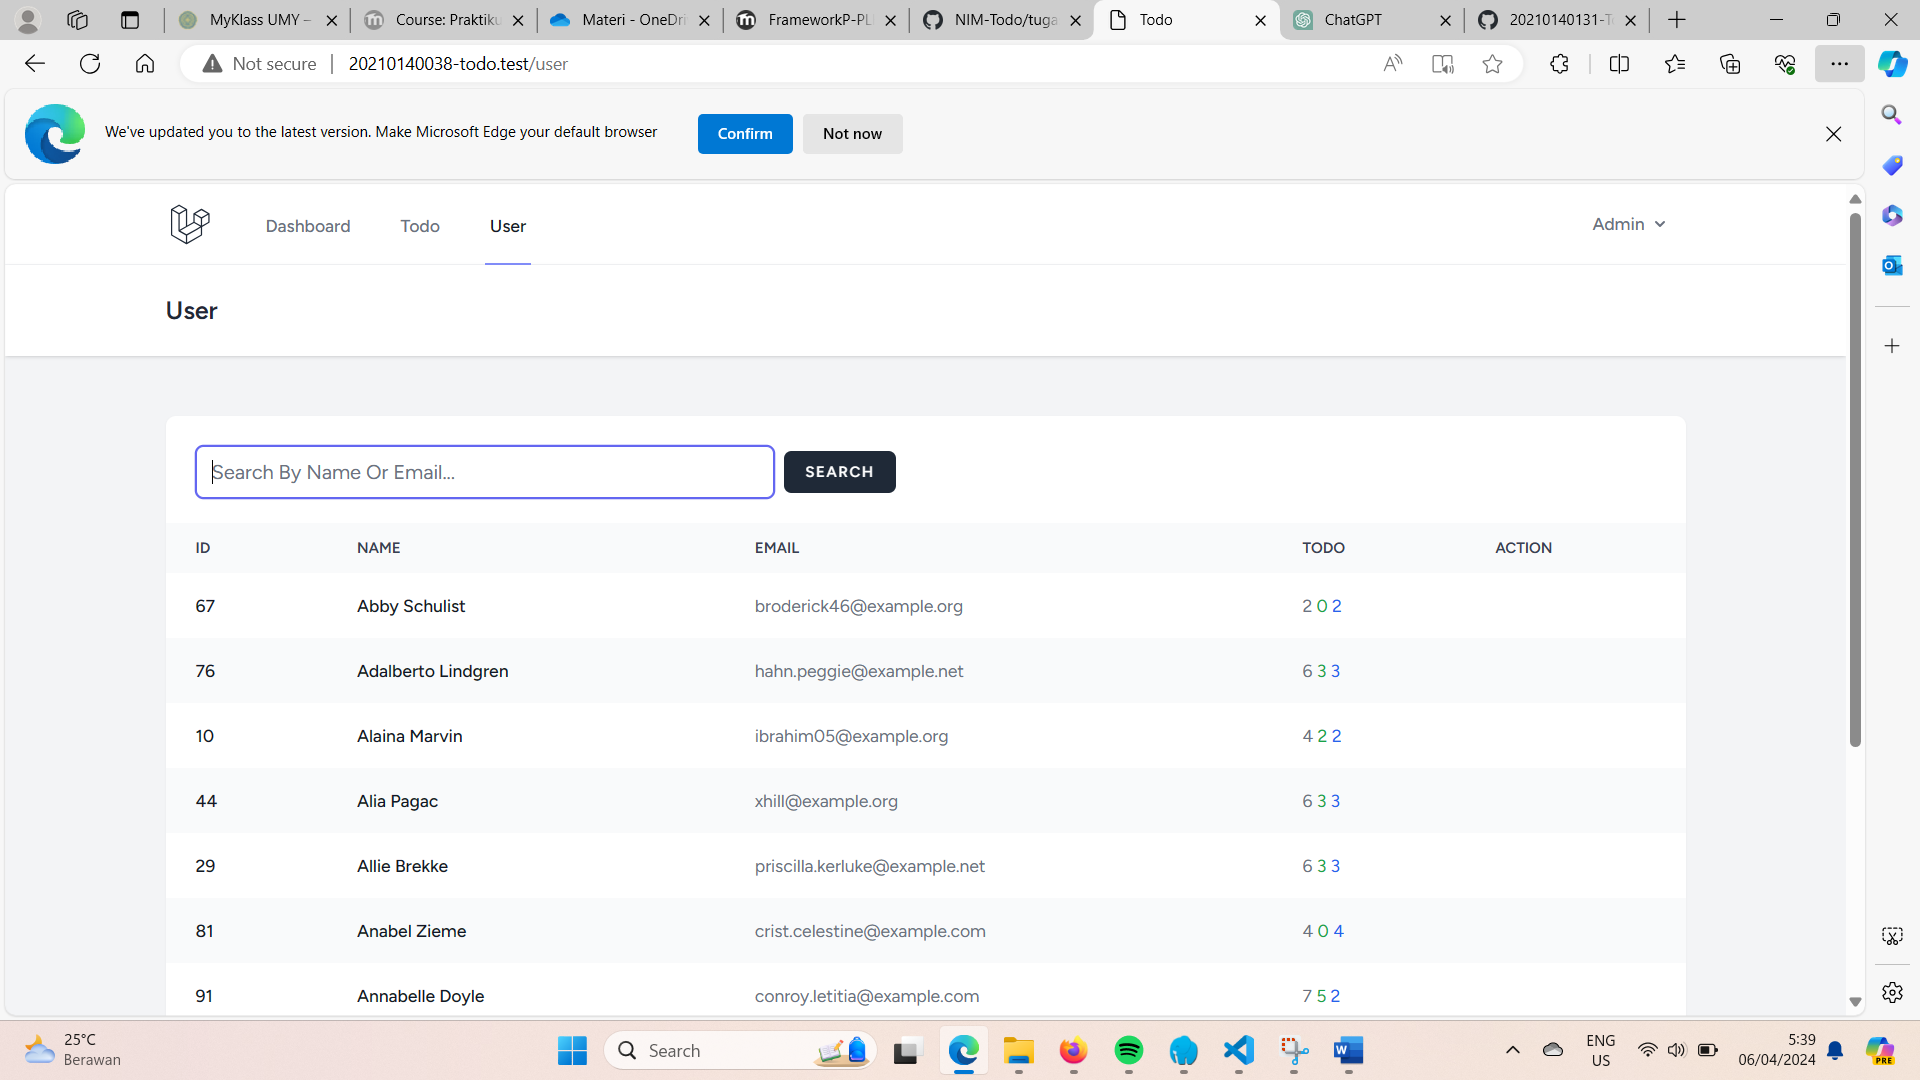 MyKlass UMY –
Course: Praktiku
Materi - OneDri
FrameworkP-PL
NIM-Todo/tuga
Todo
ChatGPT
20210140131-T
Not secure
20210140038-todo.test/user
We've updated you to the latest version. Make Microsoft Edge your default browser
Confirm
Not now
Dashboard
Todo
User
Admin
User
Search By Name Or Email...
SEARCH
ID NAME EMAIL TODO ACTION
67 Abby Schulist broderick46@example.org 2 0 2
76 Adalberto Lindgren hahn.peggie@example.net 6 3 3
10 Alaina Marvin ibrahim05@example.org 4 2 2
44 Alia Pagac xhill@example.org 6 3 3
29 Allie Brekke priscilla.kerluke@example.net 6 3 3
81 Anabel Zieme crist.celestine@example.com 4 0 4
91 Annabelle Doyle conroy.letitia@example.com 7 5 2
25°C
Berawan
Search
ENG
US
5:39
06/04/2024
PRE